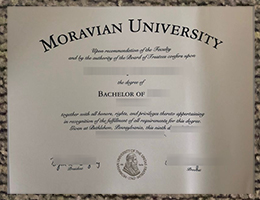 MORAVIAN UNIVERSITY
Upon recommendation of the Faculty
and by the authority of the Board of Trustees confers upon
the degree of
BACHELOR OF
together with all honors, rights, and privileges thereto appertaining
in recognition of the fulfillment of all requirements for this degree.
Given at Bethlehem, Pennsylvania, this ninth
President